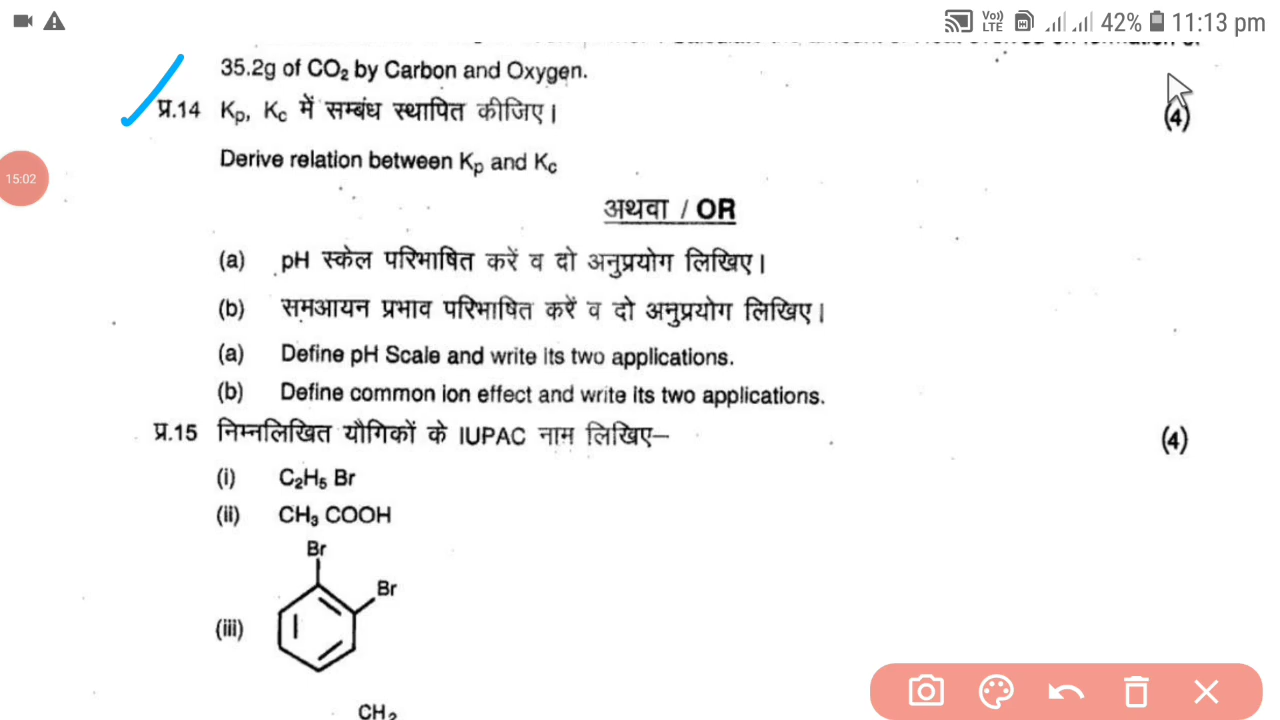 Vo)) LTE 42% 11:13 pm
35.2g of CO₂ by Carbon and Oxygen.
प्र.14 Kp, Kc में सम्बंध स्थापित कीजिए। (4)
15:02
Derive relation between Kp and Kc
अथवा / OR
(a) pH स्केल परिभाषित करें व दो अनुप्रयोग लिखिए।
(b) समआयन प्रभाव परिभाषित करें व दो अनुप्रयोग लिखिए।
(a) Define pH Scale and write its two applications.
(b) Define common ion effect and write its two applications.
प्र.15 निम्नलिखित यौगिकों के IUPAC नाम लिखिए– (4)
(i) C₂H₅ Br
(ii) CH₃ COOH
Br
Br
(iii)